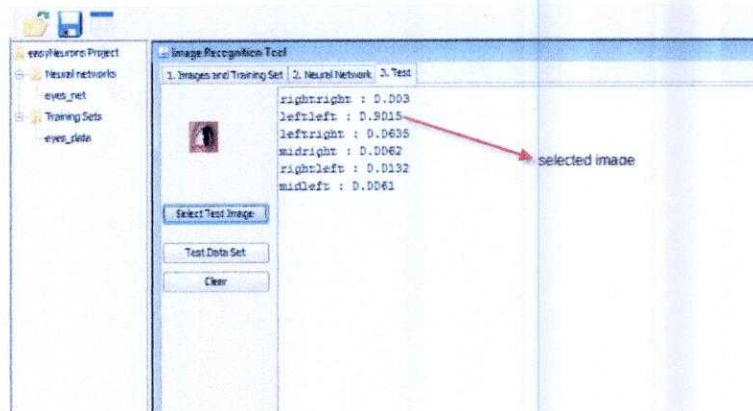 easyNeurons Project
Neural networks
eyes_net
Training Sets
eyes_data
Image Recognition Tool
1. Images and Training Set
2. Neural Network
3. Test
rightright : 0.003
leftleft : 0.9015
leftright : 0.0635
midright : 0.0062
rightleft : 0.0132
midleft : 0.0061
selected image
Select Test Image
Test Data Set
Clear